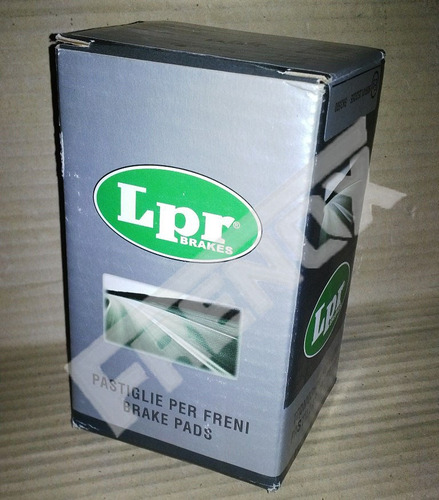 Lpr®
BRAKES
PASTIGLIE PER FRENI
BRAKE PADS
Lpr